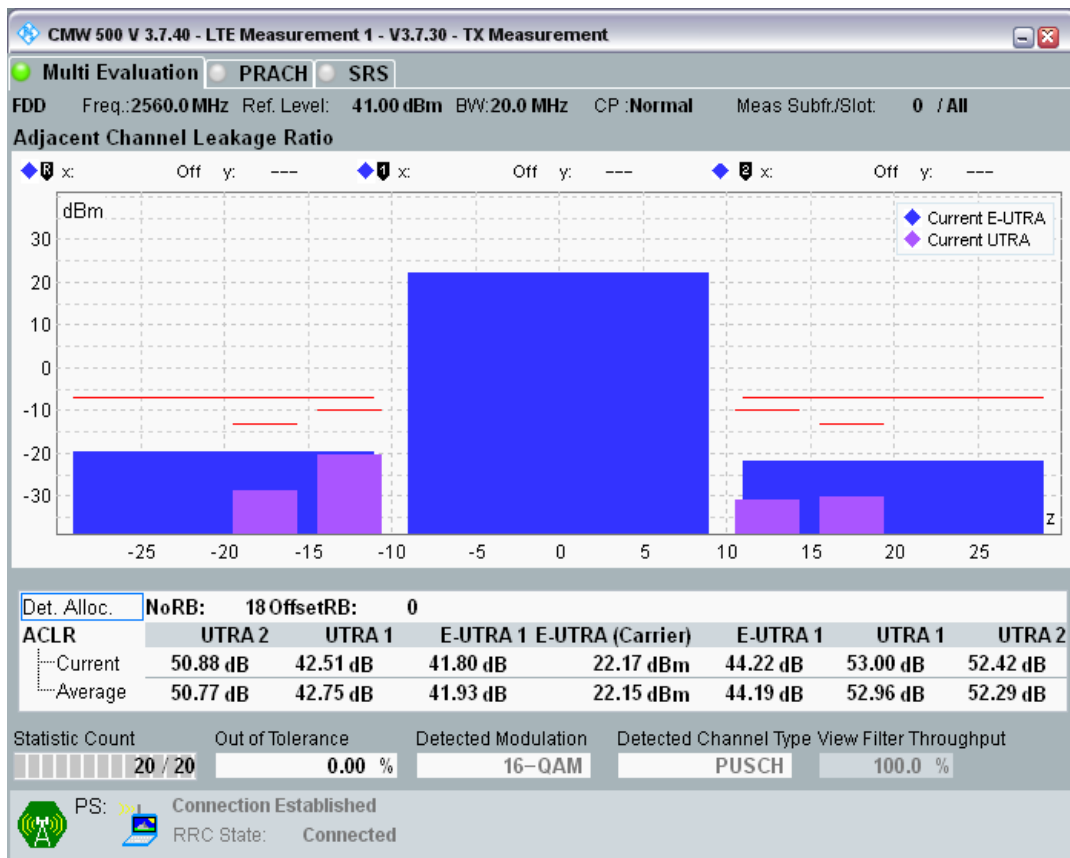 CMW 500 V 3.7.40 - LTE Measurement 1 - V3.7.30 - TX Measurement
Multi Evaluation PRACH SRS
FDD Freq.:2560.0 MHz Ref. Level: 41.00 dBm BW:20.0 MHz CP :Normal Meas Subfr./Slot: 0 / All
Adjacent Channel Leakage Ratio
R x: Off y: --- 1 x: Off y: --- 2 x: Off y: ---
dBm
Current E-UTRA
Current UTRA
30
20
10
0
-10
-20
-30
z
-25 -20 -15 -10 -5 0 5 10 15 20 25
Det. Alloc. NoRB: 18 OffsetRB: 0
ACLR UTRA 2 UTRA 1 E-UTRA 1 E-UTRA (Carrier) E-UTRA 1 UTRA 1 UTRA 2
Current 50.88 dB 42.51 dB 41.80 dB 22.17 dBm 44.22 dB 53.00 dB 52.42 dB
Average 50.77 dB 42.75 dB 41.93 dB 22.15 dBm 44.19 dB 52.96 dB 52.29 dB
Statistic Count Out of Tolerance Detected Modulation Detected Channel Type View Filter Throughput
20 / 20 0.00 % 16-QAM PUSCH 100.0 %
PS: Connection Established
RRC State: Connected